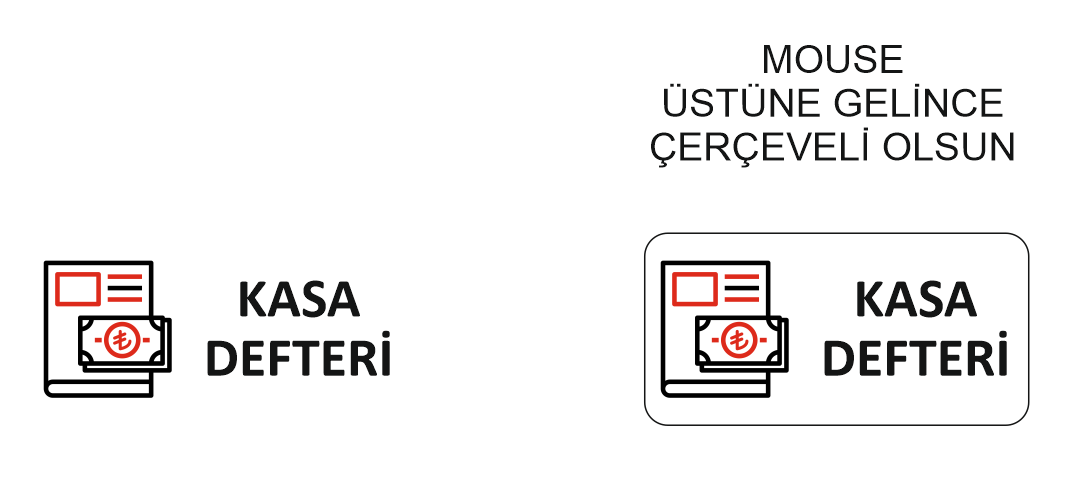 MOUSE
ÜSTÜNE GELİNCE
ÇERÇEVELİ OLSUN
KASA
DEFTERİ
₺
KASA
DEFTERİ
₺